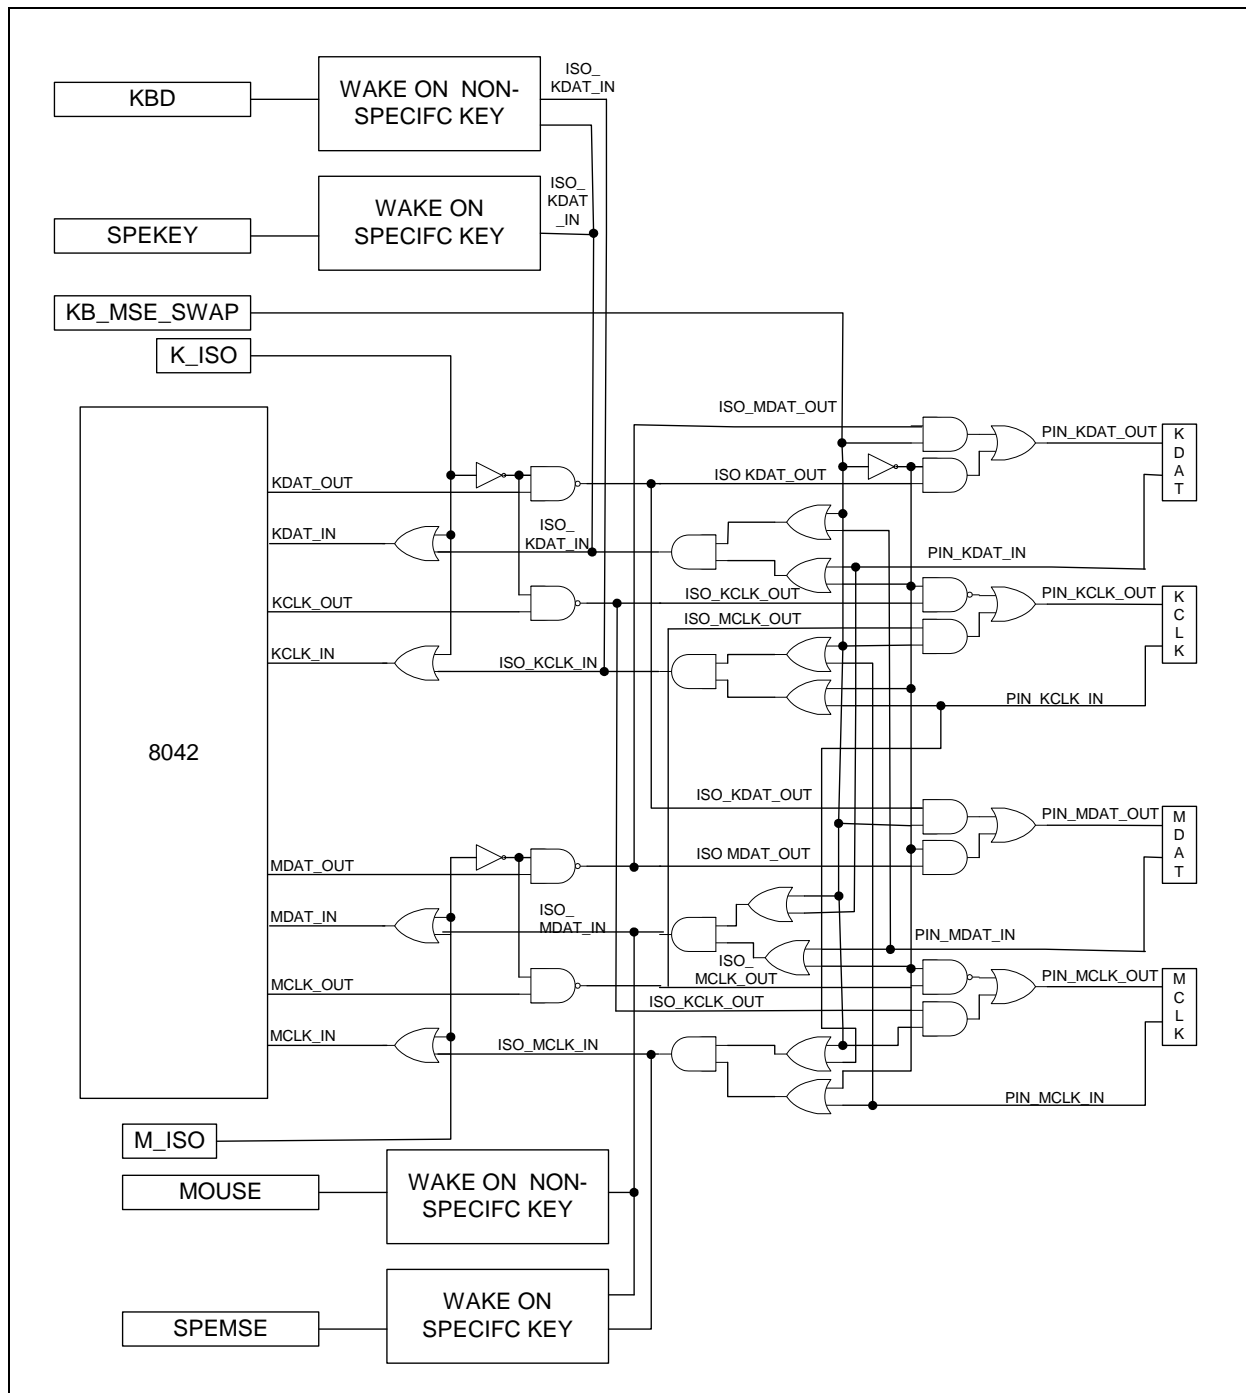 ISO_
KDAT_IN
KBD
WAKE ON NON-
SPECIFC KEY
ISO_
KDAT
_IN
SPEKEY
WAKE ON
SPECIFC KEY
KB_MSE_SWAP
K_ISO
8042
ISO_MDAT_OUT
PIN_KDAT_OUT
K
D
A
T
KDAT_OUT
ISO KDAT_OUT
KDAT_IN
ISO_
KDAT_IN
PIN_KDAT_IN
KCLK_OUT
ISO_KCLK_OUT
ISO_MCLK_OUT
PIN_KCLK_OUT
K
C
L
K
KCLK_IN
ISO_KCLK_IN
PIN_KCLK_IN
ISO_KDAT_OUT
PIN_MDAT_OUT
M
D
A
T
MDAT_OUT
ISO MDAT_OUT
MDAT_IN
ISO_
MDAT_IN
PIN_MDAT_IN
ISO_
MCLK_OUT
MCLK_OUT
ISO_KCLK_OUT
PIN_MCLK_OUT
M
C
L
K
MCLK_IN
ISO_MCLK_IN
PIN_MCLK_IN
M_ISO
MOUSE
WAKE ON NON-
SPECIFC KEY
SPEMSE
WAKE ON
SPECIFC KEY